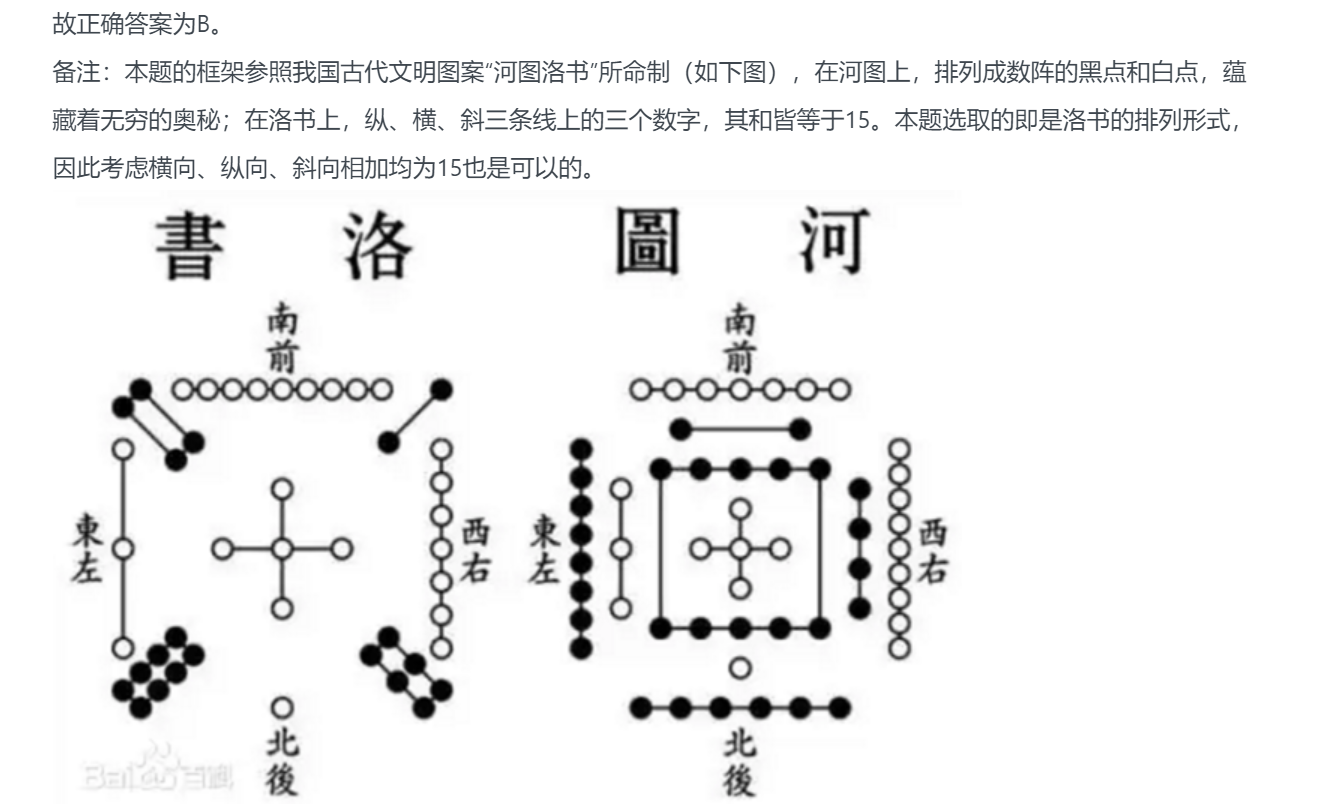 故正确答案为B。
备注：本题的框架参照我国古代文明图案“河图洛书”所命制（如下图），在河图上，排列成数阵的黑点和白点，蕴
藏着无穷的奥秘；在洛书上，纵、横、斜三条线上的三个数字，其和皆等于15。本题选取的即是洛书的排列形式，
因此考虑横向、纵向、斜向相加均为15也是可以的。
書 洛 圖 河
南 南
前 前
東 西 東 西
左 右 左 右
北 北
後 後
Baidu百科